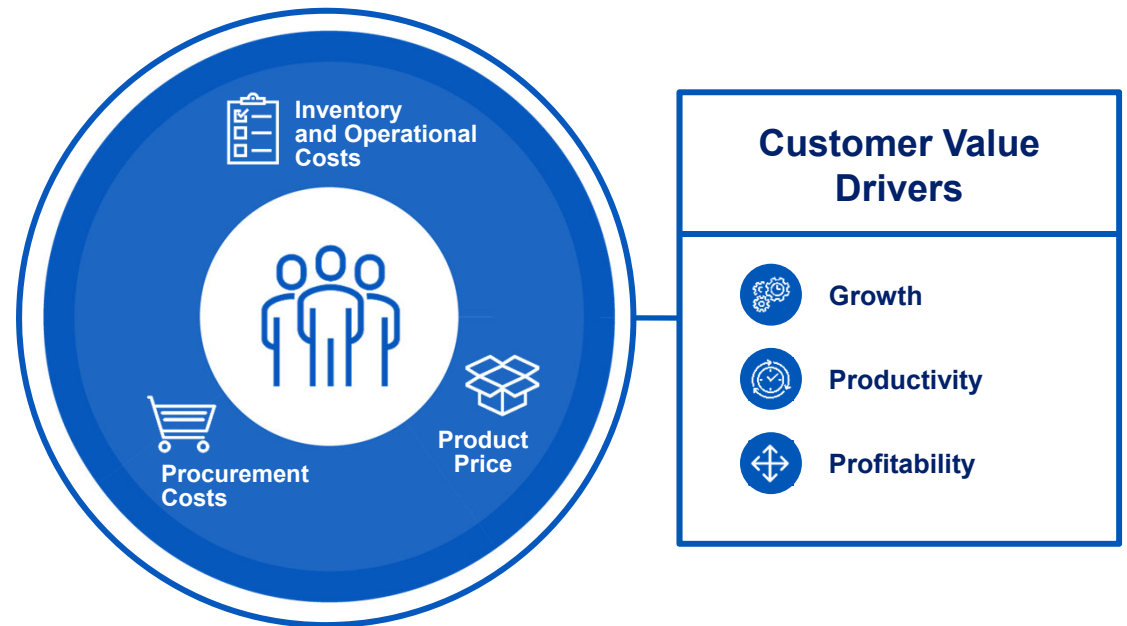 Inventory
and Operational
Costs
Procurement
Costs
Product
Price
Customer Value
Drivers
Growth
Productivity
Profitability